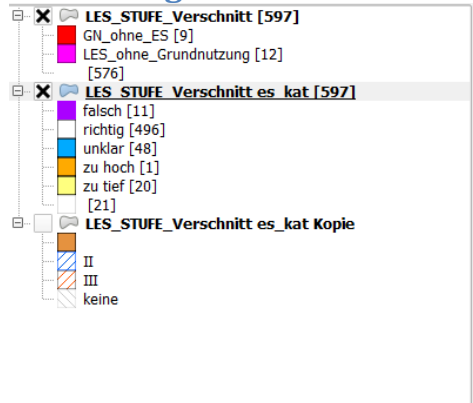 LES_STUFE_Verschnitt [597]
GN_ohne_ES [9]
LES_ohne_Grundnutzung [12]
[576]
LES_STUFE_Verschnitt es_kat [597]
falsch [11]
richtig [496]
unklar [48]
zu hoch [1]
zu tief [20]
[21]
LES_STUFE_Verschnitt es_kat Kopie
II
III
keine